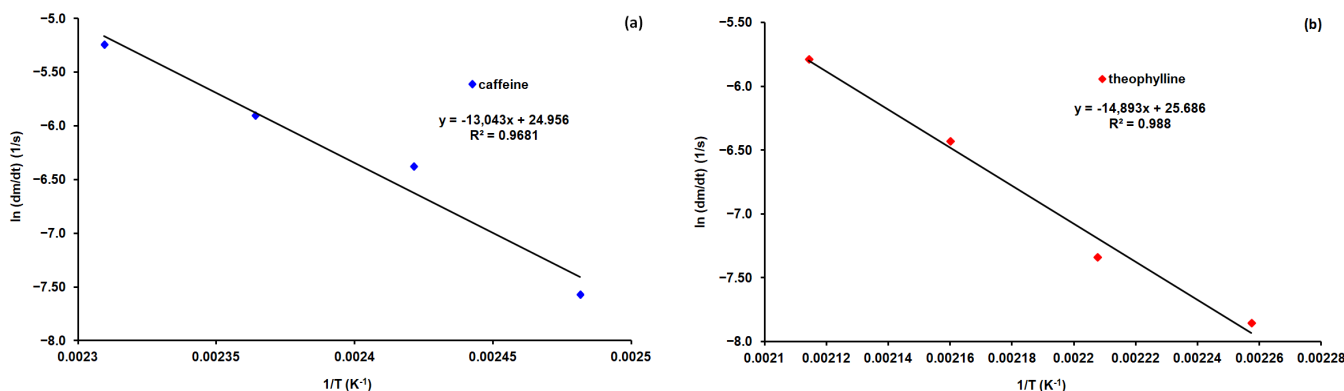 (a)
−5.0
−5.50
−6.0
−6.50
−7.0
−7.50
−8.0
ln (dm/dt) (1/s)
caffeine
y = -13,043x + 24.956
R² = 0.9681
0.0023
0.00235
0.0024
0.00245
0.0025
1/T (K⁻¹)
(b)
−5.50
−6.0
−6.50
−7.0
−7.50
−8.0
ln (dm/dt) (1/s)
theophylline
y = -14,893x + 25.686
R² = 0.988
0.0021
0.00212
0.00214
0.00216
0.00218
0.0022
0.00222
0.00224
0.00226
0.00228
1/T (K⁻¹)